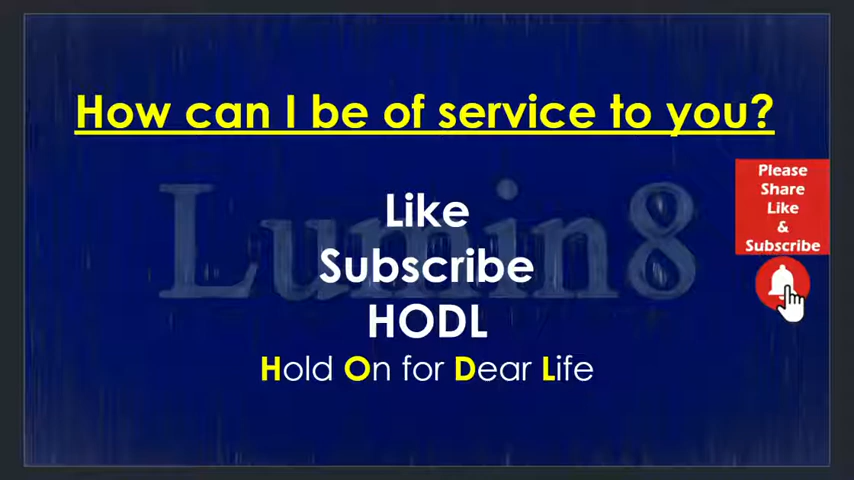 How can I be of service to you?
Lumin8
Like
Subscribe
HODL
Hold On for Dear Life
Please
Share
Like
&
Subscribe